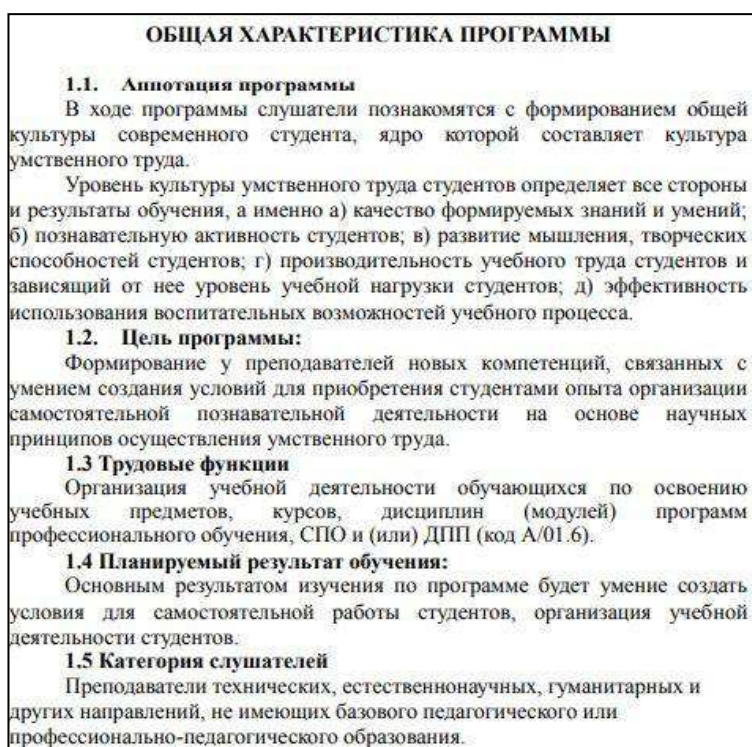 ОБЩАЯ ХАРАКТЕРИСТИКА ПРОГРАММЫ
1.1. Аннотация программы
В ходе программы слушатели познакомятся с формированием общей
культуры современного студента, ядро которой составляет культура
умственного труда.
Уровень культуры умственного труда студентов определяет все стороны
и результаты обучения, а именно а) качество формируемых знаний и умений;
б) познавательную активность студентов; в) развитие мышления, творческих
способностей студентов; г) производительность учебного труда студентов и
зависящий от нее уровень учебной нагрузки студентов; д) эффективность
использования воспитательных возможностей учебного процесса.
1.2. Цель программы:
Формирование у преподавателей новых компетенций, связанных с
умением создания условий для приобретения студентами опыта организации
самостоятельной познавательной деятельности на основе научных
принципов осуществления умственного труда.
1.3 Трудовые функции
Организация учебной деятельности обучающихся по освоению
учебных предметов, курсов, дисциплин (модулей) программ
профессионального обучения, СПО и (или) ДПП (код А/01.6).
1.4 Планируемый результат обучения:
Основным результатом изучения по программе будет умение создать
условия для самостоятельной работы студентов, организация учебной
деятельности студентов.
1.5 Категория слушателей
Преподаватели технических, естественнонаучных, гуманитарных и
других направлений, не имеющих базового педагогического или
профессионально-педагогического образования.